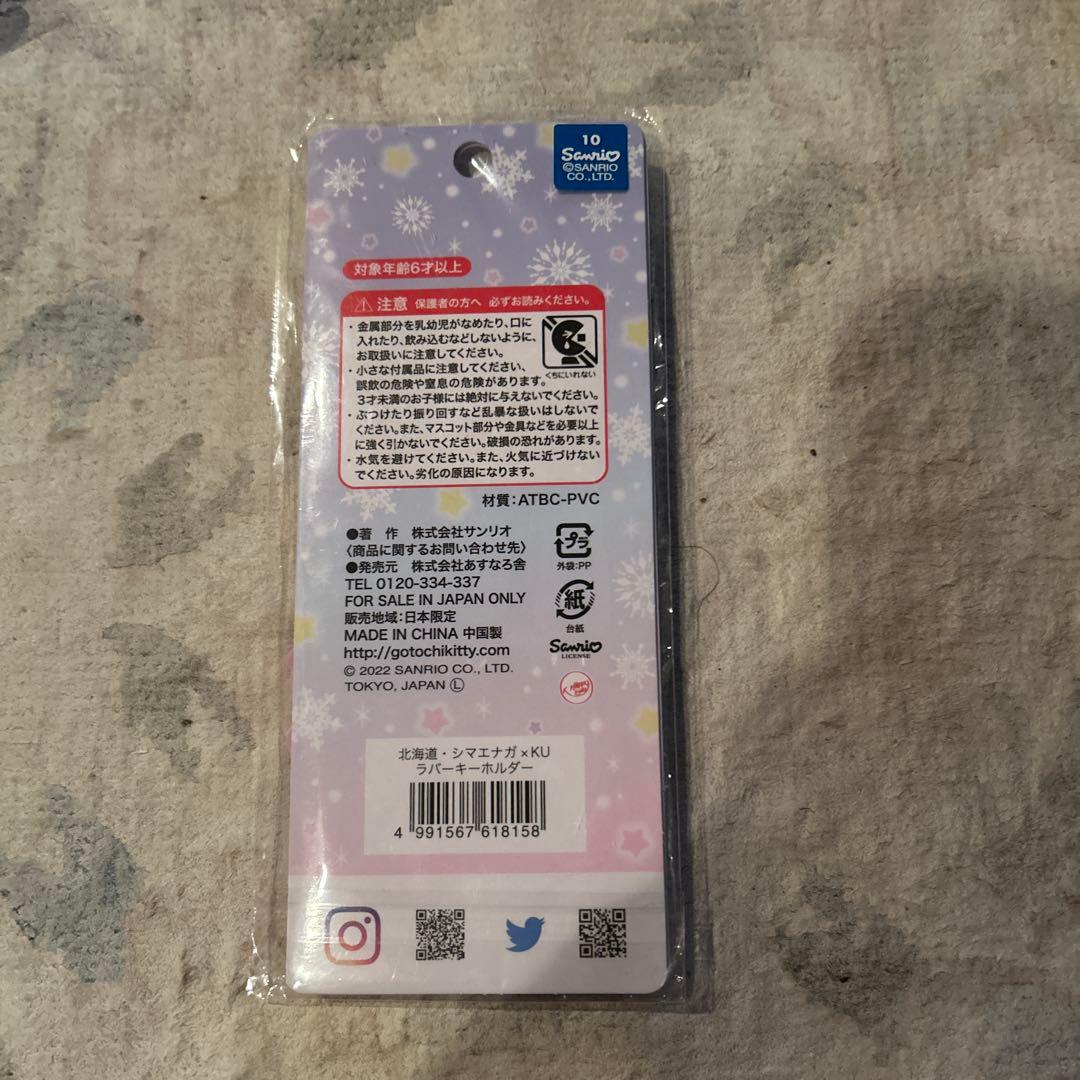 10
Sanrio
©SANRIO
CO.,LTD.
対象年齢6才以上
注意 保護者の方へ 必ずお読みください。
・金属部分を乳幼児がなめたり、口に
入れたり、飲み込むなどしないように、
お取扱いに注意してください。
・小さな付属品に注意してください、
誤飲の危険や窒息の危険があります。
3才未満のお子様には絶対に与えないでください。
・ぶつけたり振り回すなど乱暴な扱いはしないで
ください。また、マスコット部分や金具などを必要以上
に強く引かないでください。破損の恐れがあります。
・水気を避けてください。また、火気に近づけない
でください。劣化の原因になります。
くちにいれない
材質：ATBC-PVC
●著 作 株式会社サンリオ
〈商品に関するお問い合わせ先〉
●発売元 株式会社あすなろ舎
TEL 0120-334-337
FOR SALE IN JAPAN ONLY
販売地域：日本限定
MADE IN CHINA 中国製
http://gotochikitty.com
© 2022 SANRIO CO., LTD.
TOKYO, JAPAN Ⓛ
プラ
外袋：PP
紙
台紙
Sanrio
LICENSE
北海道・シマエナガ×KU
ラバーキーホルダー
4 991567 618158